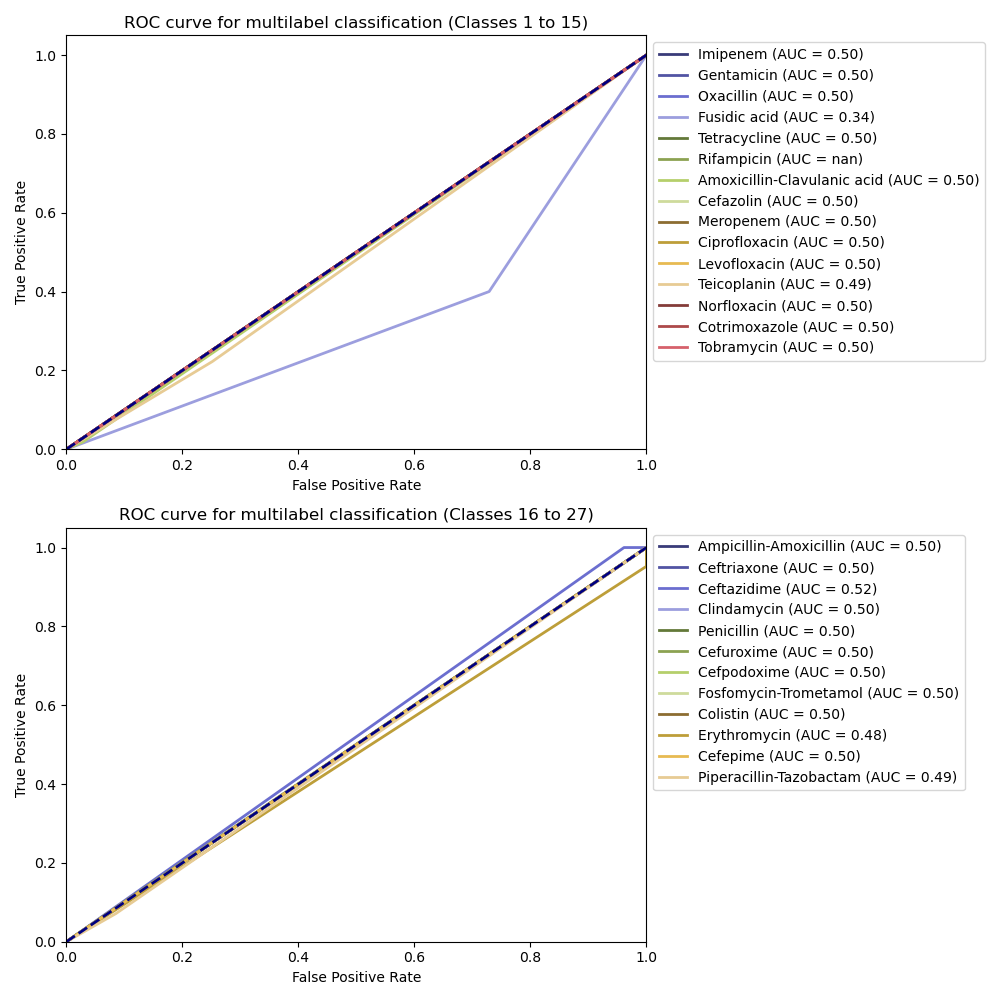 ROC curve for multilabel classification (Classes 1 to 15)
True Positive Rate
1.0
0.8
0.6
0.4
0.2
0.0
0.0 0.2 0.4 0.6 0.8 1.0
False Positive Rate
Imipenem (AUC = 0.50)
Gentamicin (AUC = 0.50)
Oxacillin (AUC = 0.50)
Fusidic acid (AUC = 0.34)
Tetracycline (AUC = 0.50)
Rifampicin (AUC = nan)
Amoxicillin-Clavulanic acid (AUC = 0.50)
Cefazolin (AUC = 0.50)
Meropenem (AUC = 0.50)
Ciprofloxacin (AUC = 0.50)
Levofloxacin (AUC = 0.50)
Teicoplanin (AUC = 0.49)
Norfloxacin (AUC = 0.50)
Cotrimoxazole (AUC = 0.50)
Tobramycin (AUC = 0.50)
ROC curve for multilabel classification (Classes 16 to 27)
True Positive Rate
1.0
0.8
0.6
0.4
0.2
0.0
0.0 0.2 0.4 0.6 0.8 1.0
False Positive Rate
Ampicillin-Amoxicillin (AUC = 0.50)
Ceftriaxone (AUC = 0.50)
Ceftazidime (AUC = 0.52)
Clindamycin (AUC = 0.50)
Penicillin (AUC = 0.50)
Cefuroxime (AUC = 0.50)
Cefpodoxime (AUC = 0.50)
Fosfomycin-Trometamol (AUC = 0.50)
Colistin (AUC = 0.50)
Erythromycin (AUC = 0.48)
Cefepime (AUC = 0.50)
Piperacillin-Tazobactam (AUC = 0.49)